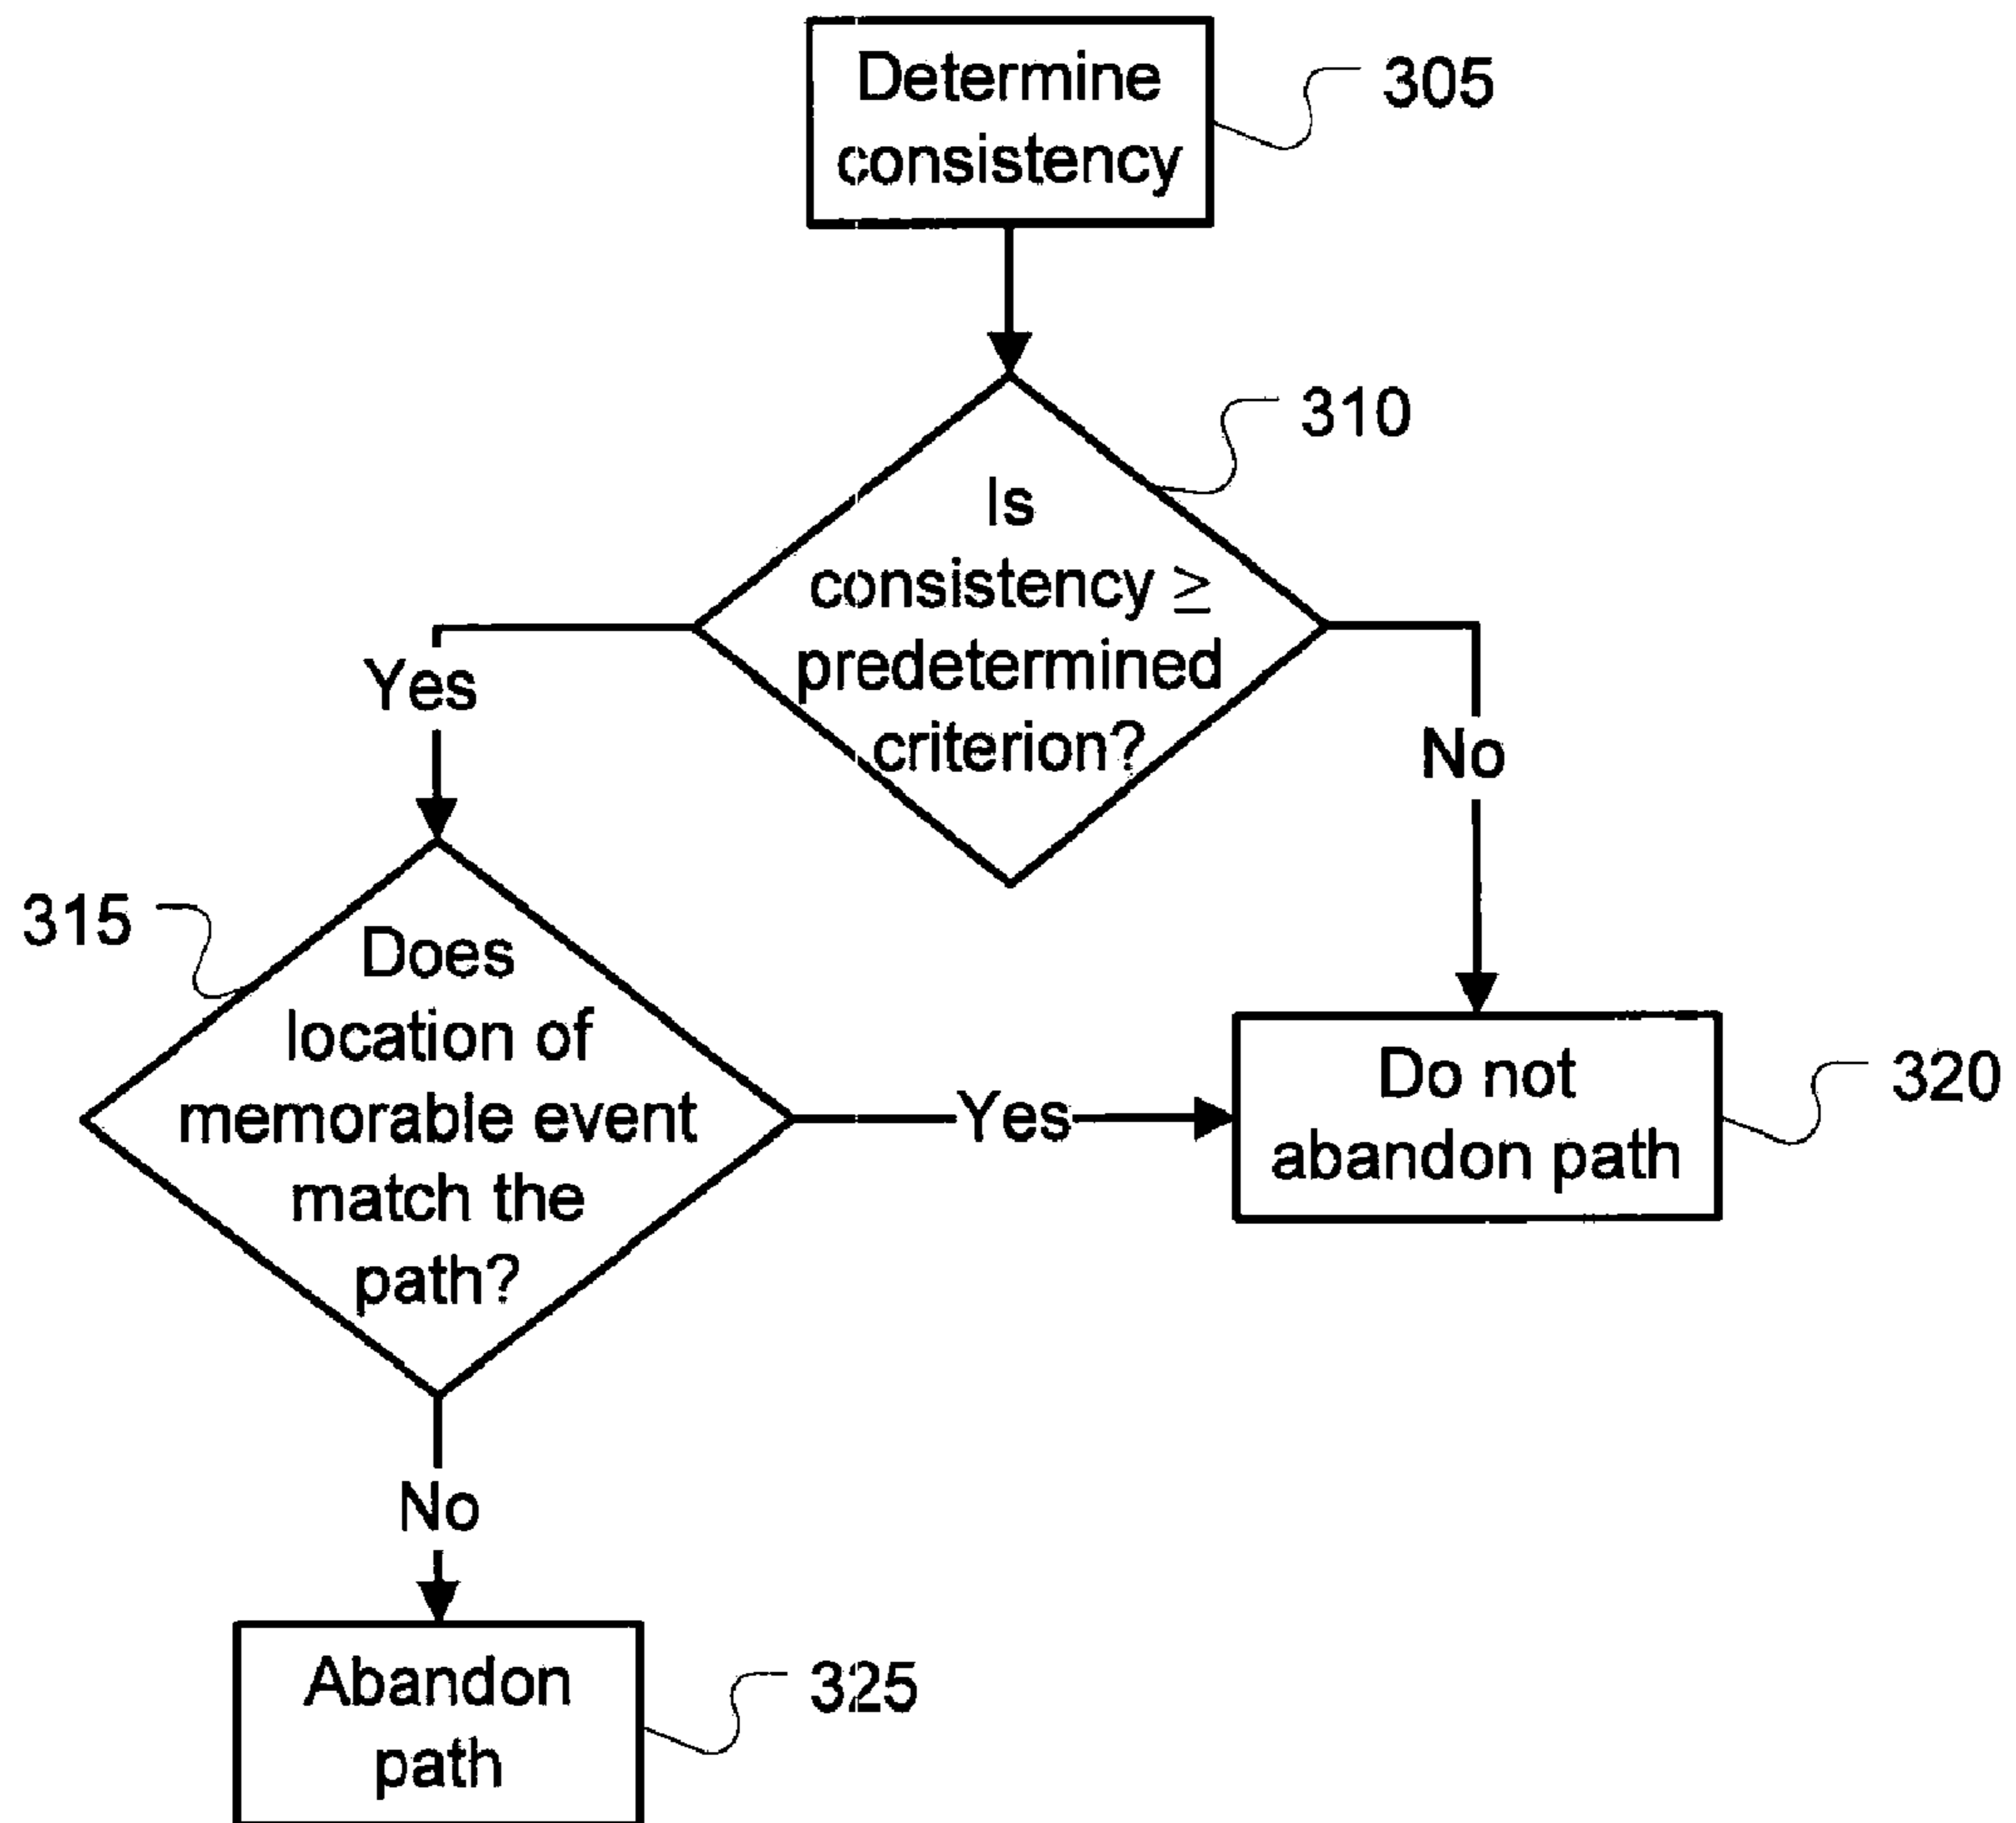 Determine
consistency
305
310
Is
consistency ≥
predetermined
criterion?
Yes
No
315
Does
location of
memorable event
match the
path?
Yes
Do not
abandon path
320
No
Abandon
path
325